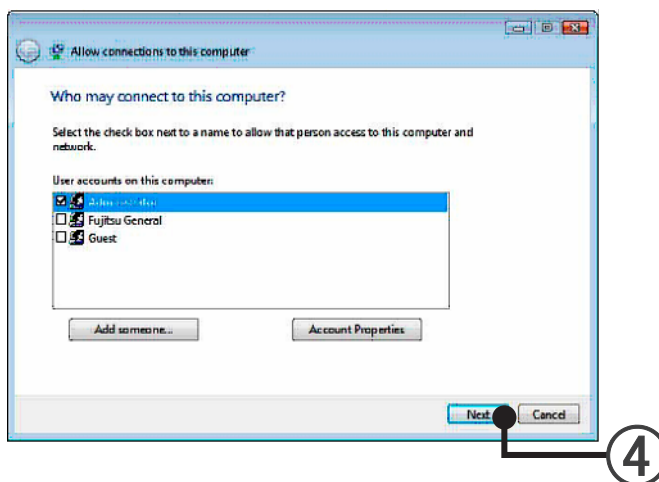 Allow connections to this computer
Who may connect to this computer?
Select the check box next to a name to allow that person access to this computer and
network.
User accounts on this computer:
Administrator
Fujitsu General
Guest
Add someone...
Account Properties
Next
Cancel
④